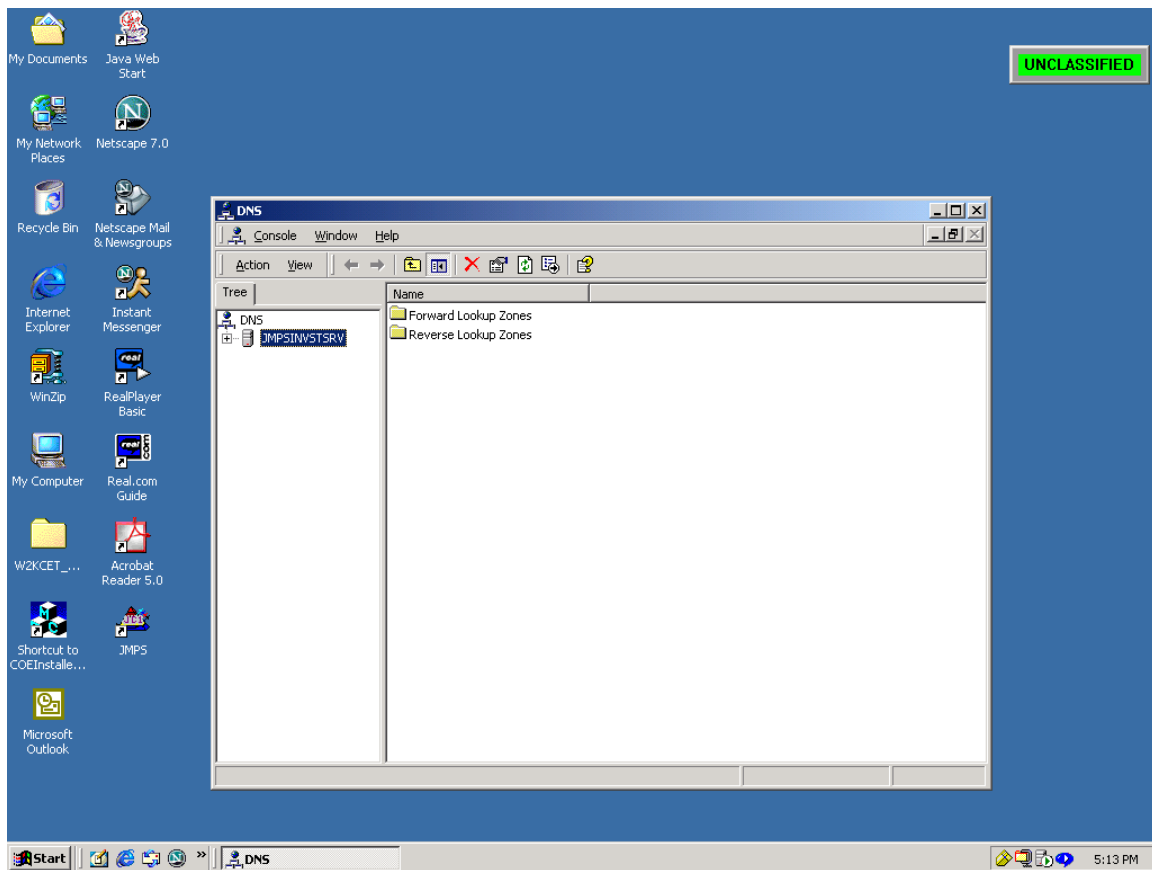 My Documents
Java Web
Start
UNCLASSIFIED
My Network
Places
Netscape 7.0
Recycle Bin
Netscape Mail
& Newsgroups
Internet
Explorer
Instant
Messenger
WinZip
RealPlayer
Basic
My Computer
Real.com
Guide
W2KCET_...
Acrobat
Reader 5.0
Shortcut to
COEInstalle...
JMPS
Microsoft
Outlook
DNS
Console Window Help
Action View
Tree
Name
DNS
JMPSINVSTSRV
Forward Lookup Zones
Reverse Lookup Zones
Start
»
DNS
5:13 PM